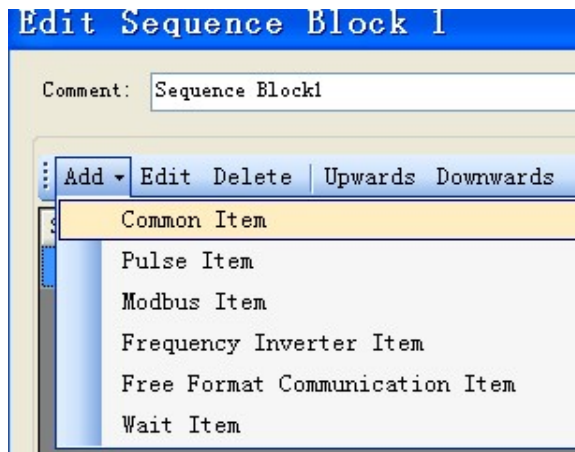 Edit Sequence Block 1
Comment: Sequence Block1
Add Edit Delete Upwards Downwards
Common Item
Pulse Item
Modbus Item
Frequency Inverter Item
Free Format Communication Item
Wait Item